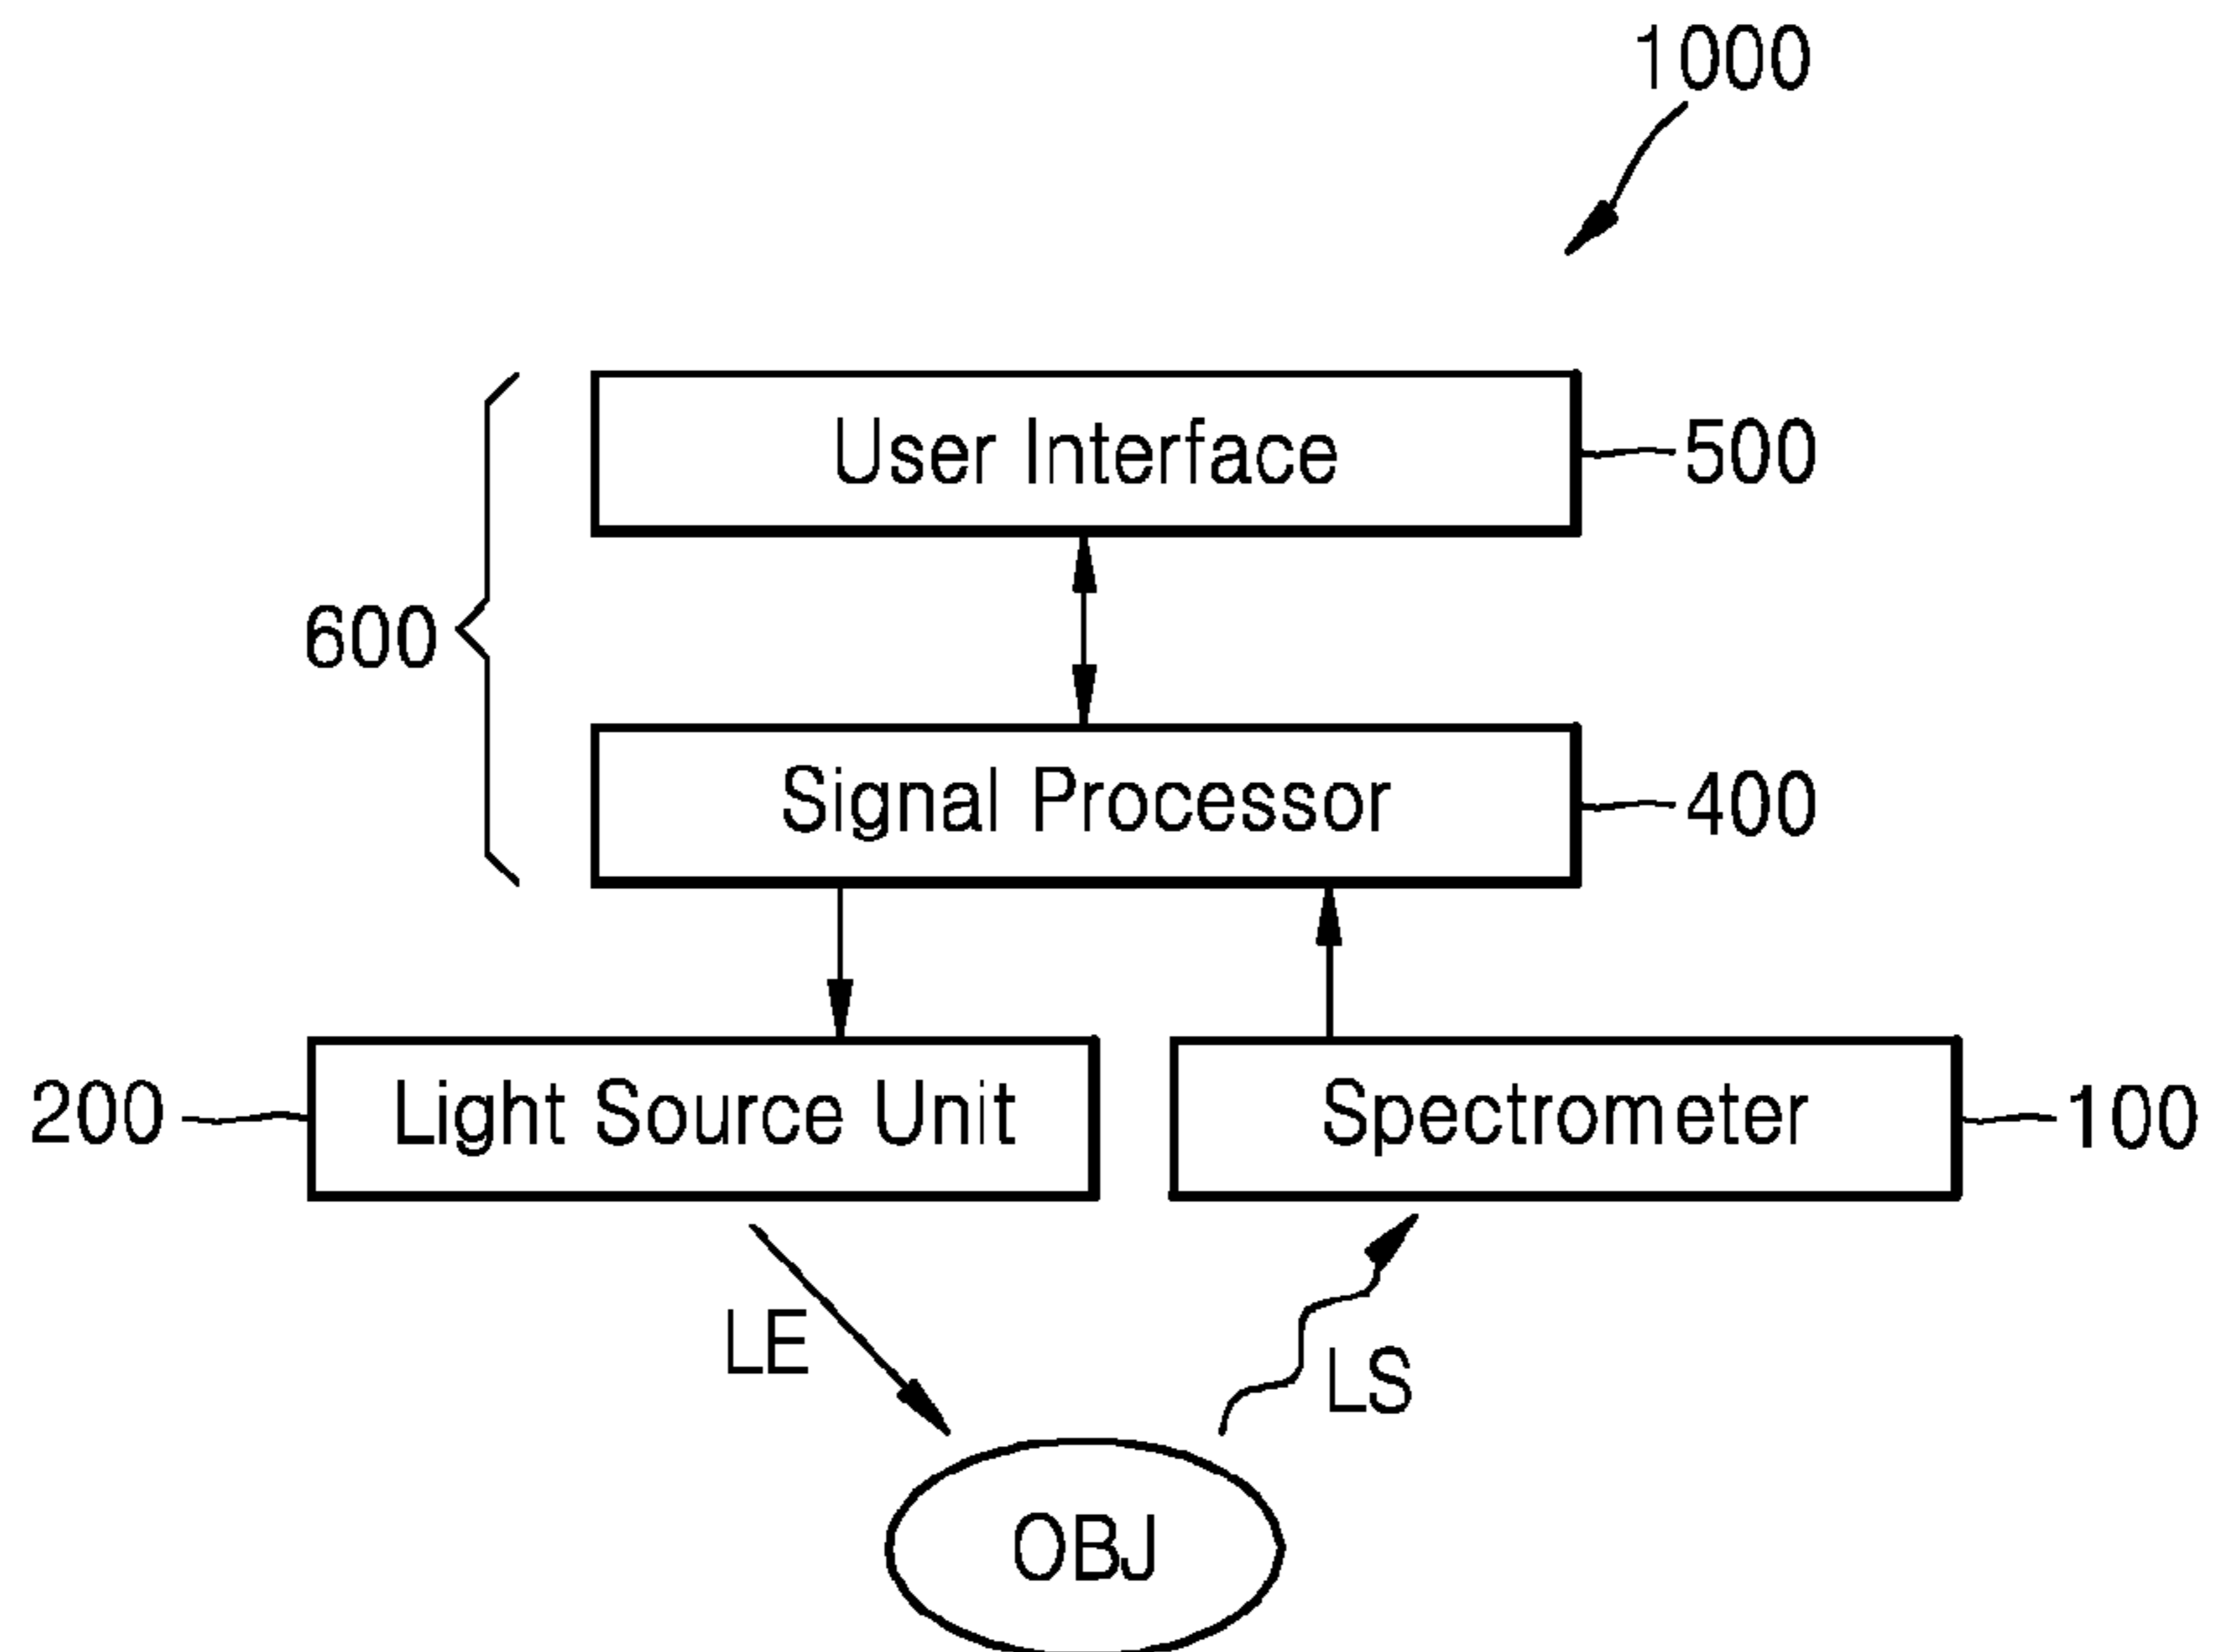 1000
User Interface
500
600
Signal Processor
400
200
Light Source Unit
Spectrometer
100
LE
LS
OBJ